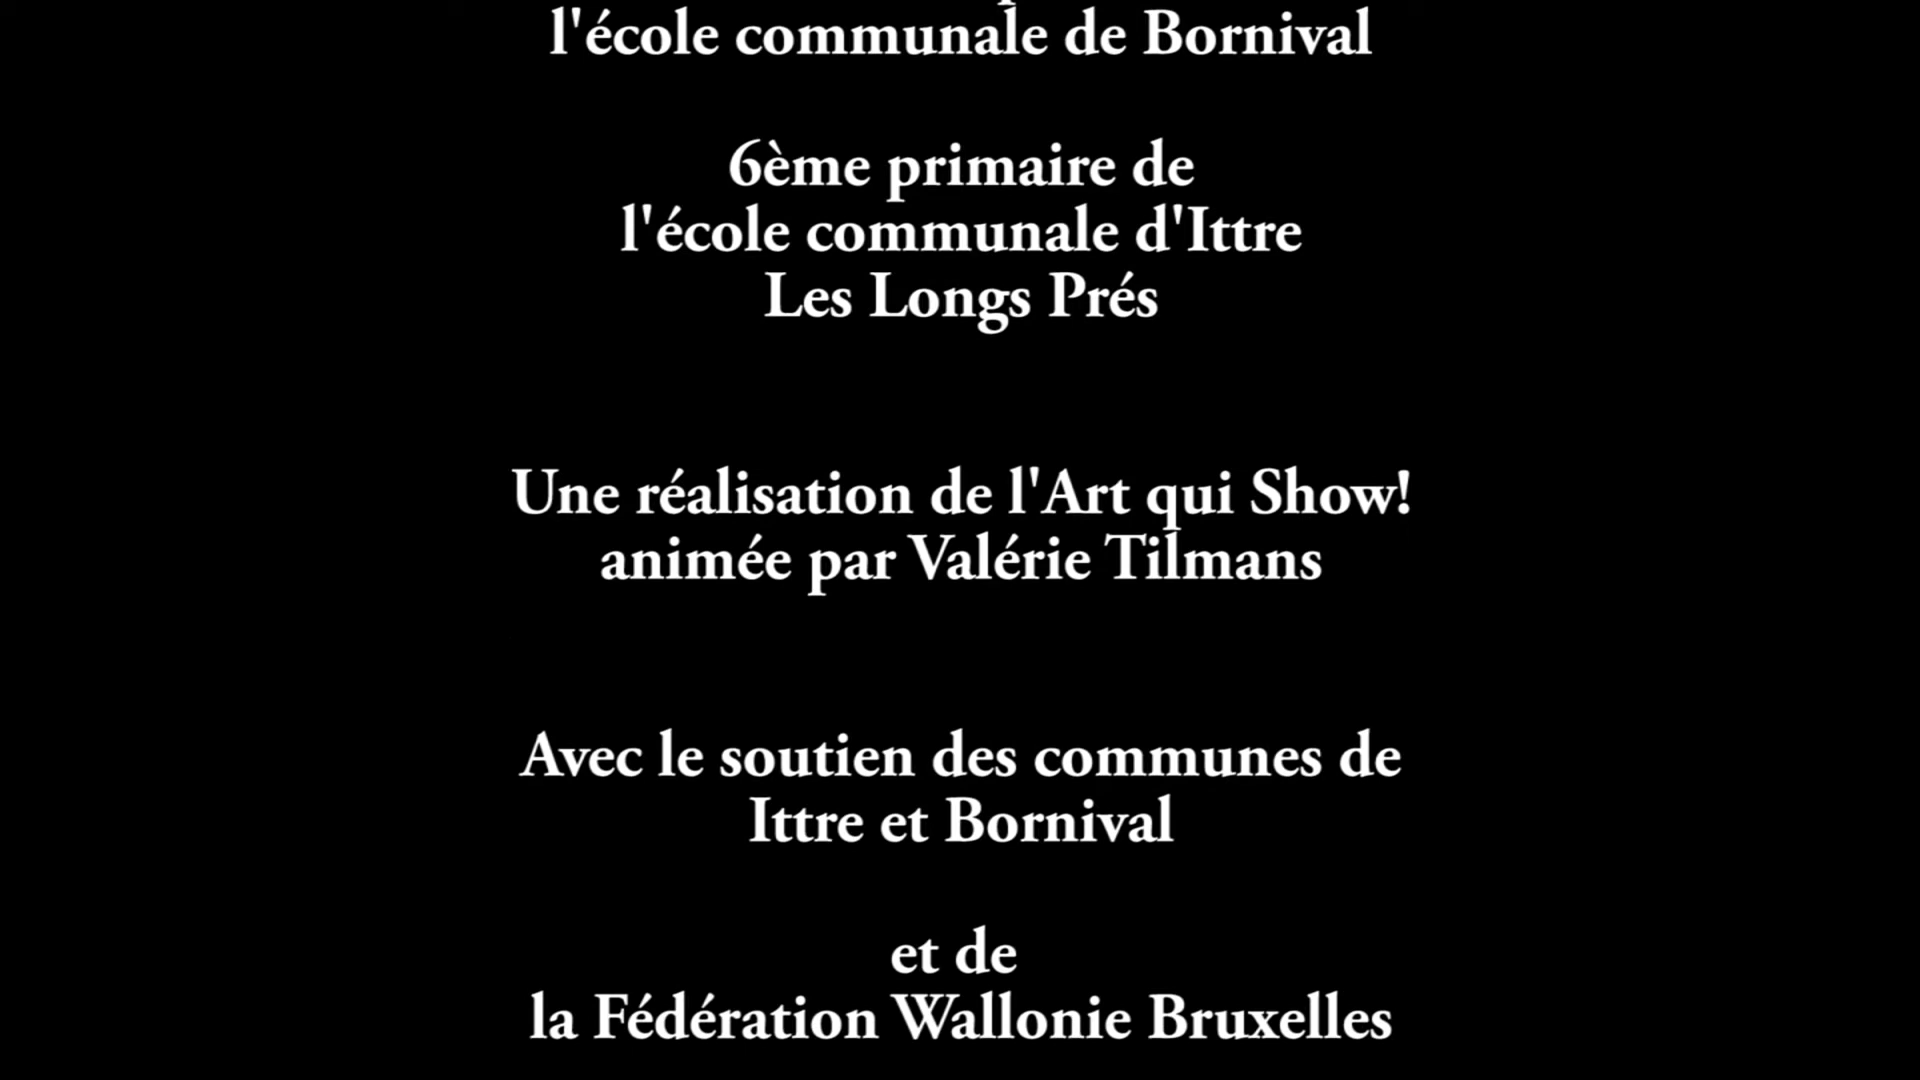 l'école communale de Bornival
6ème primaire de
l'école communale d'Ittre
Les Longs Prés
Une réalisation de l'Art qui Show!
animée par Valérie Tilmans
Avec le soutien des communes de
Ittre et Bornival
et de
la Fédération Wallonie Bruxelles